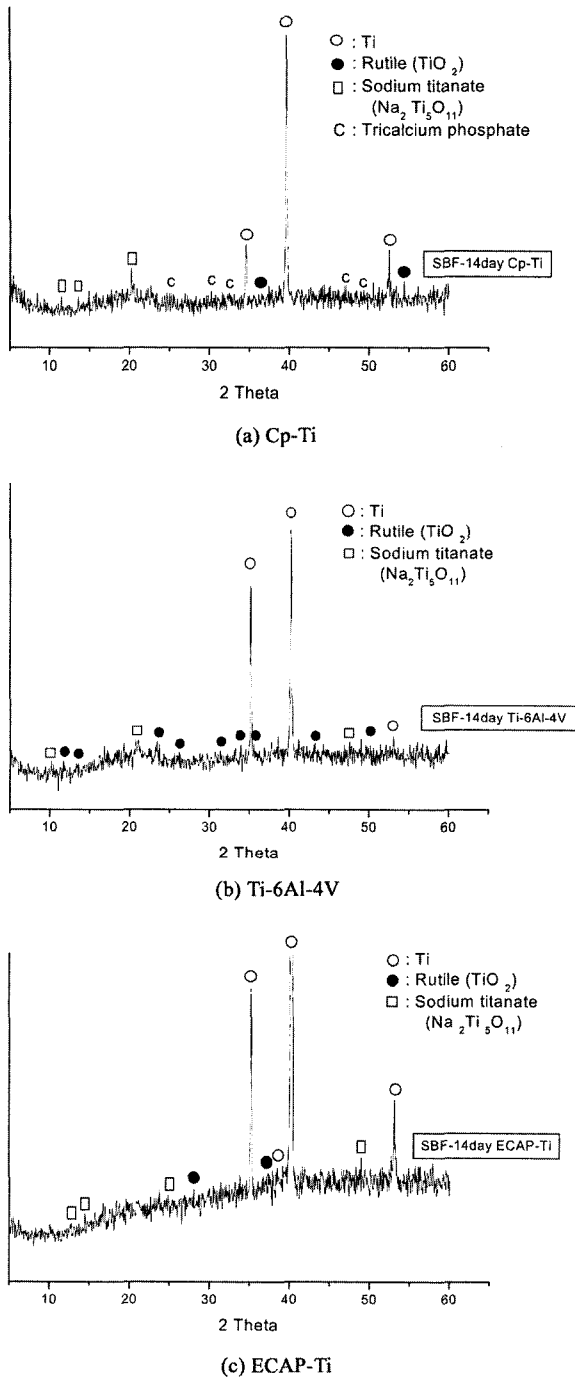 ○ : Ti
● : Rutile (TiO2)
□ : Sodium titanate
(Na2 Ti5O11)
C : Tricalcium phosphate
C C C C C
SBF-14day Cp-Ti
10 20 30 40 50 60
2 Theta
(a) Cp-Ti
○ : Ti
● : Rutile (TiO2)
□ : Sodium titanate
(Na2Ti5O11)
SBF-14day Ti-6Al-4V
10 20 30 40 50 60
2 Theta
(b) Ti-6Al-4V
○ : Ti
● : Rutile (TiO2)
□ : Sodium titanate
(Na2Ti5O11)
SBF-14day ECAP-Ti
10 20 30 40 50 60
2 Theta
(c) ECAP-Ti